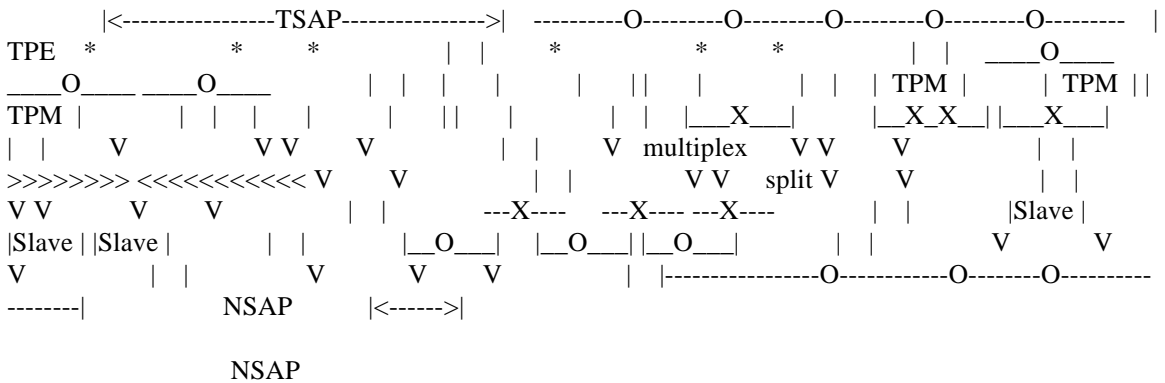 |<-----------------TSAP---------------->| ----------O---------O----------O---------O---------O--------- |
TPE * * * | | * * * | | ____O____
____O____ ____O____ | | | | | || | | | | TPM | | TPM ||
TPM | | | | | | || | | | |___X___| |__X_X__| |___X___|
| | V V V V | | V multiplex V V V | |
>>>>>>>> <<<<<<<<<<< V V | | V V split V V | |
V V V V | | ---X---- ---X---- ---X---- | | |Slave |
|Slave | |Slave | | | |__O___| |__O___| |__O___| | | V V
V | | V V V | |-----------------O-----------O--------O----------
--------| NSAP |<------>|
NSAP